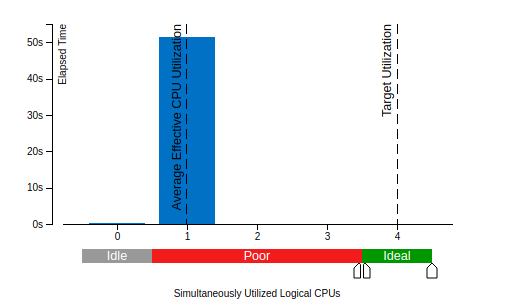 Elapsed Time
50s
40s
30s
20s
10s
0s
Average Effective CPU Utilization
Target Utilization
0 1 2 3 4
Idle Poor Ideal
Simultaneously Utilized Logical CPUs